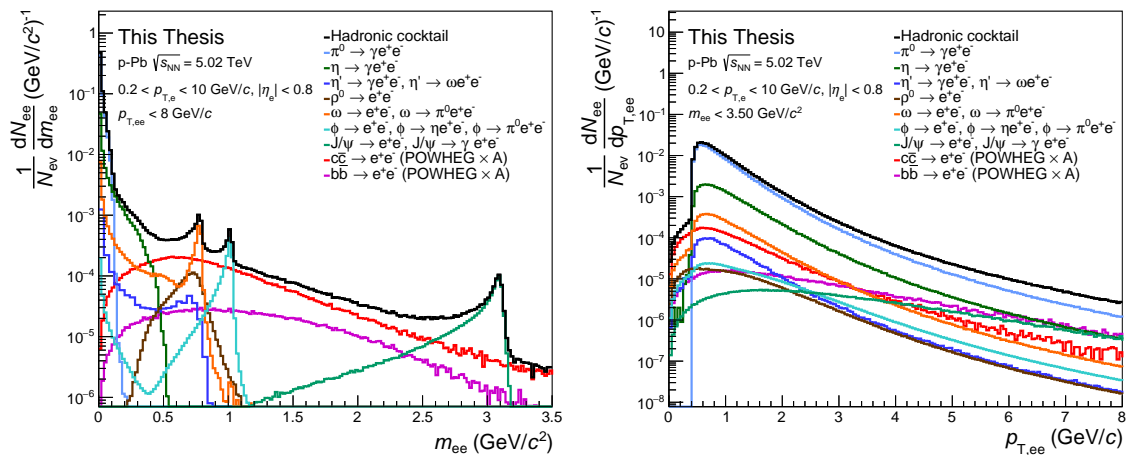 This Thesis
p-Pb √s_NN = 5.02 TeV
0.2 < p_T,e < 10 GeV/c, |η_e| < 0.8
p_T,ee < 8 GeV/c
Hadronic cocktail
π⁰ → γe⁺e⁻
η → γe⁺e⁻
η' → γe⁺e⁻, η' → ωe⁺e⁻
ρ⁰ → e⁺e⁻
ω → e⁺e⁻, ω → π⁰e⁺e⁻
ϕ → e⁺e⁻, ϕ → ηe⁺e⁻, ϕ → π⁰e⁺e⁻
J/ψ → e⁺e⁻, J/ψ → γ e⁺e⁻
cc̅ → e⁺e⁻ (POWHEG × A)
bb̅ → e⁺e⁻ (POWHEG × A)
1/N_ev dN_ee/dm_ee (GeV/c²)⁻¹
1
10⁻¹
10⁻²
10⁻³
10⁻⁴
10⁻⁵
10⁻⁶
0 0.5 1 1.5 2 2.5 3 3.5
m_ee (GeV/c²)
This Thesis
p-Pb √s_NN = 5.02 TeV
0.2 < p_T,e < 10 GeV/c, |η_e| < 0.8
m_ee < 3.50 GeV/c²
Hadronic cocktail
π⁰ → γe⁺e⁻
η → γe⁺e⁻
η' → γe⁺e⁻, η' → ωe⁺e⁻
ρ⁰ → e⁺e⁻
ω → e⁺e⁻, ω → π⁰e⁺e⁻
ϕ → e⁺e⁻, ϕ → ηe⁺e⁻, ϕ → π⁰e⁺e⁻
J/ψ → e⁺e⁻, J/ψ → γ e⁺e⁻
cc̅ → e⁺e⁻ (POWHEG × A)
bb̅ → e⁺e⁻ (POWHEG × A)
1/N_ev dN_ee/dp_T,ee (GeV/c)⁻¹
10
1
10⁻¹
10⁻²
10⁻³
10⁻⁴
10⁻⁵
10⁻⁶
10⁻⁷
10⁻⁸
0 1 2 3 4 5 6 7 8
p_T,ee (GeV/c)